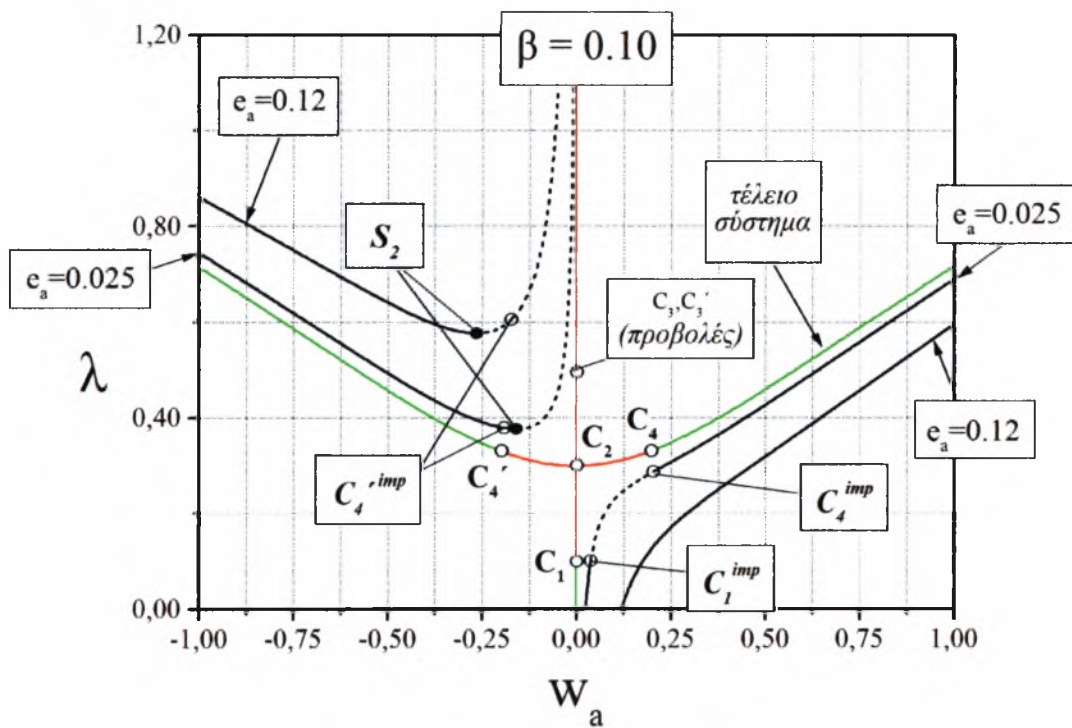 1,20
β = 0.10
e_a=0.12
0,80
S_2
τέλειο
σύστημα
e_a=0.025
e_a=0.025
C_3,C_3´
(προβολές)
λ
0,40
C_2
C_4
e_a=0.12
C_4´^imp
C_4´
C_4^imp
C_1
C_1^imp
0,00
-1,00 -0,75 -0,50 -0,25 0,00 0,25 0,50 0,75 1,00
W_a